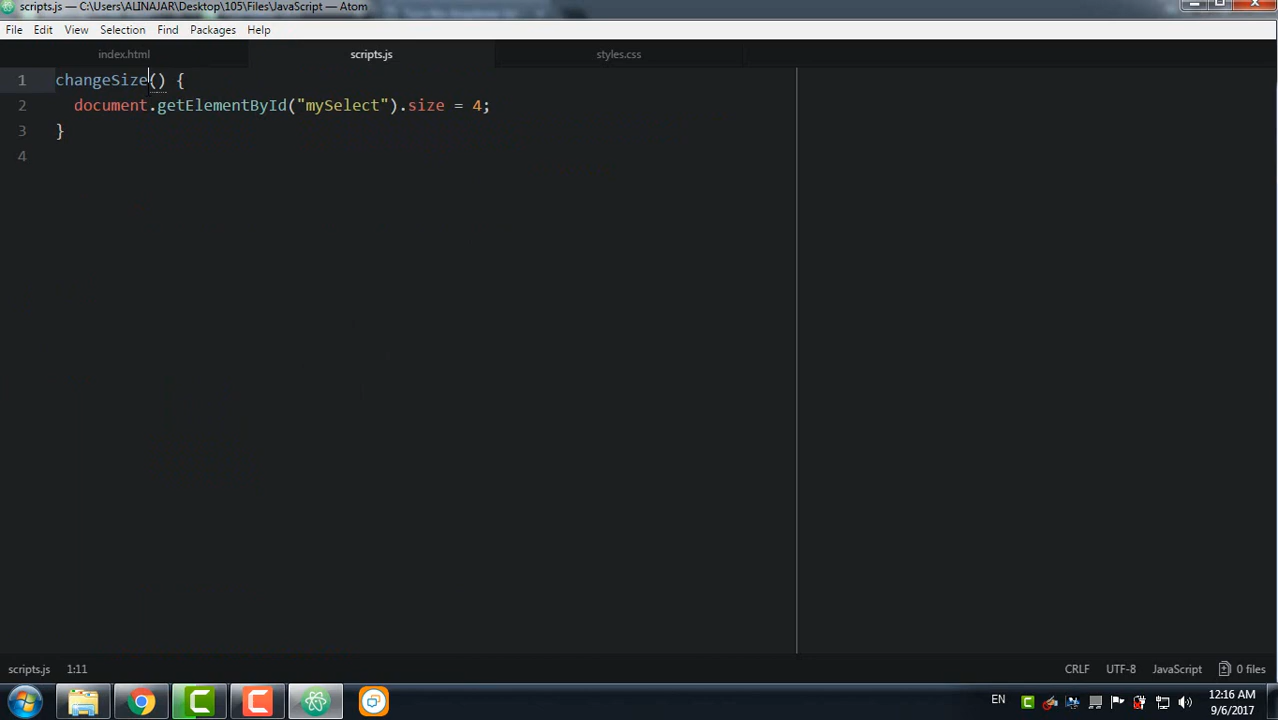 scripts.js — C:\Users\ALINAJAR\Desktop\105\Files\JavaScript — Atom
File Edit View Selection Find Packages Help
index.html scripts.js styles.css
1 changeSize() {
2 document.getElementById("mySelect").size = 4;
3 }
4
scripts.js 1:11 CRLF UTF-8 JavaScript 0 files
EN 12:16 AM
9/6/2017